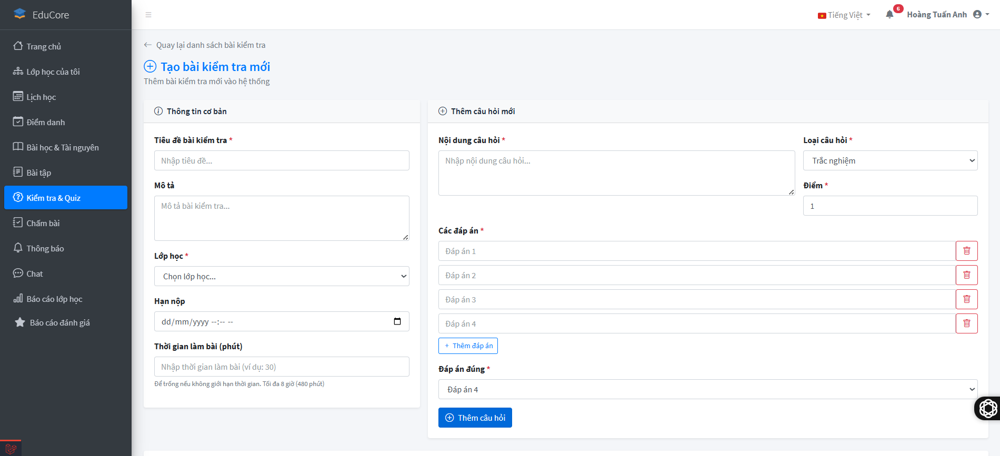 EduCore
Tiếng Việt
6
Hoàng Tuấn Anh
Trang chủ
Lớp học của tôi
Lịch học
Điểm danh
Bài học & Tài nguyên
Bài tập
Kiểm tra & Quiz
Chấm bài
Thông báo
Chat
Báo cáo lớp học
Báo cáo đánh giá
Quay lại danh sách bài kiểm tra
Tạo bài kiểm tra mới
Thêm bài kiểm tra mới vào hệ thống
Thông tin cơ bản
Tiêu đề bài kiểm tra *
Nhập tiêu đề...
Mô tả
Mô tả bài kiểm tra...
Lớp học *
Chọn lớp học...
Hạn nộp
dd/mm/yyyy --:-- --
Thời gian làm bài (phút)
Nhập thời gian làm bài (ví dụ: 30)
Để trống nếu không giới hạn thời gian. Tối đa 8 giờ (480 phút)
Thêm câu hỏi mới
Nội dung câu hỏi *
Nhập nội dung câu hỏi...
Loại câu hỏi *
Trắc nghiệm
Điểm *
1
Các đáp án *
Đáp án 1
Đáp án 2
Đáp án 3
Đáp án 4
+ Thêm đáp án
Đáp án đúng *
Đáp án 4
Thêm câu hỏi